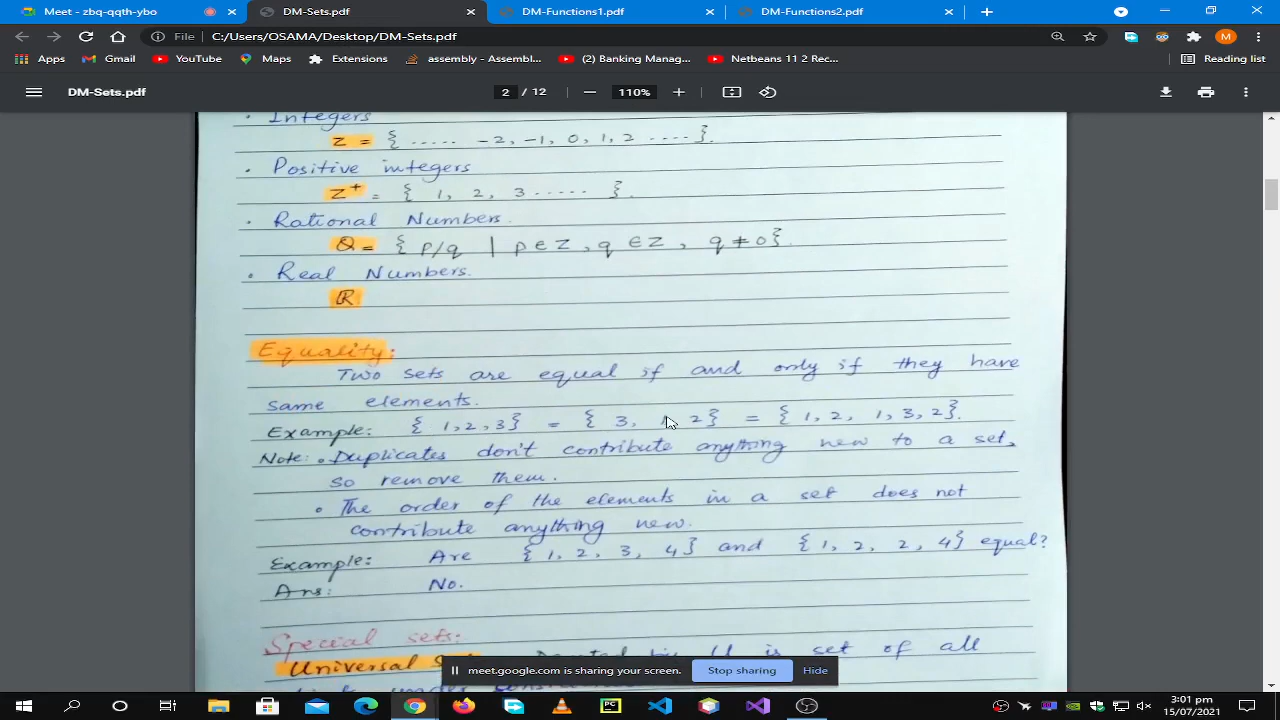 Meet - zbq-qqth-ybo
DM-Sets.pdf
DM-Functions1.pdf
DM-Functions2.pdf
File C:/Users/OSAMA/Desktop/DM-Sets.pdf
Apps Gmail YouTube Maps Extensions assembly - Assembl... (2) Banking Manag... Netbeans 11 2 Rec... Reading list
DM-Sets.pdf 2 / 12 110%
• Integers
Z = { ..... -2, -1, 0, 1, 2 .... }.
• Positive integers
Z+ = { 1, 2, 3 ..... }.
• Rational Numbers.
Q = { p/q | p ∈ Z, q ∈ Z, q ≠ 0 }.
• Real Numbers.
ℝ
Equality:
Two sets are equal if and only if they have
same elements.
Example: { 1,2,3} = { 3, 1, 2} = { 1, 2, 1, 3, 2}.
Note: • Duplicates don't contribute anything new to a set,
so remove them.
• The order of the elements in a set does not
contribute anything new.
Example: Are { 1, 2, 3, 4} and { 1, 2, 2, 4} equal?
Ans: No.
Special sets:
Universal
U is set of all
meet.google.com is sharing your screen. Stop sharing Hide
3:01 pm
15/07/2021